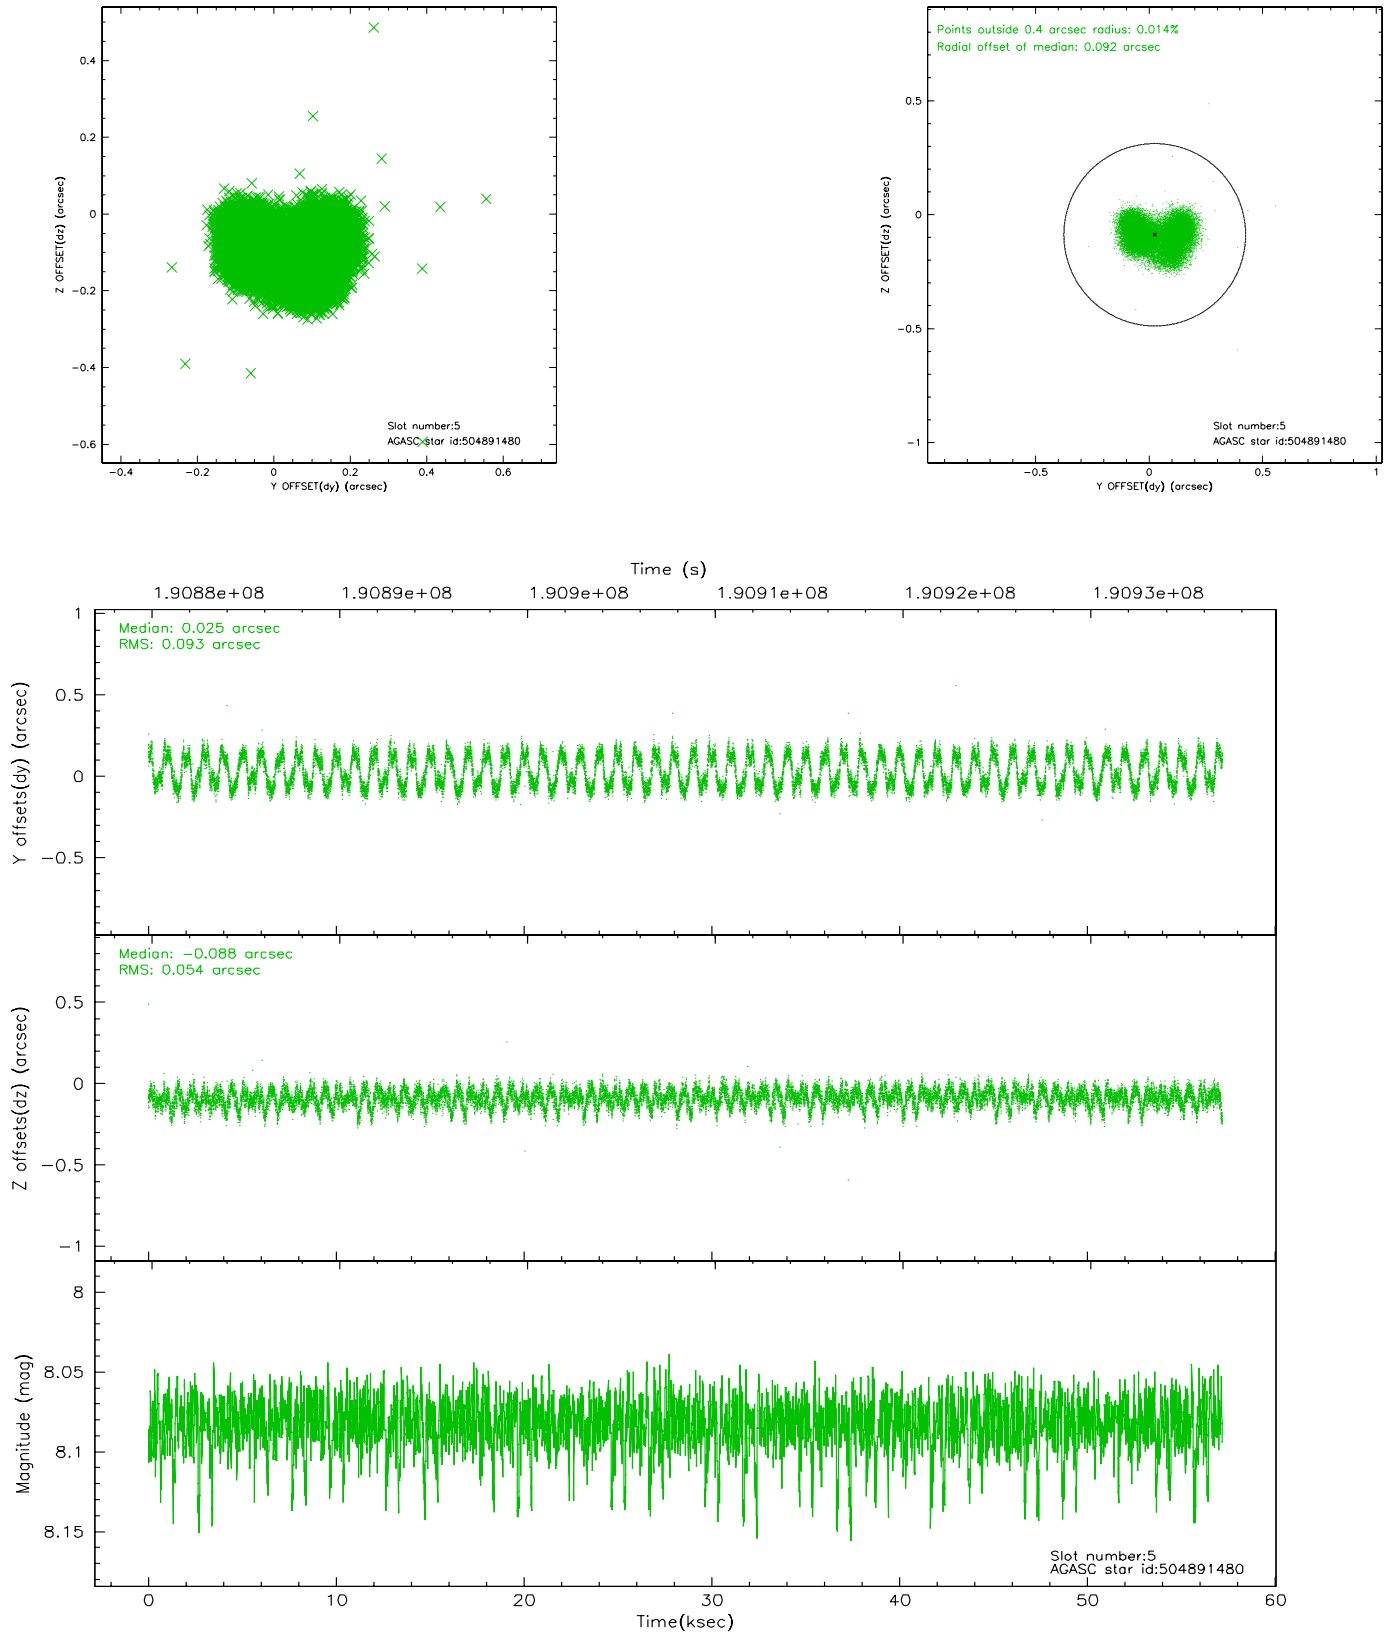 0.4
0.2
0
−0.2
−0.4
−0.6
Z OFFSET(dz) (arcsec)
Slot number:5
AGASC star id:504891480
−0.4 −0.2 0 0.2 0.4 0.6
Y OFFSET(dy) (arcsec)
Points outside 0.4 arcsec radius: 0.014%
Radial offset of median: 0.092 arcsec
0.5
0
−0.5
−1
Z OFFSET(dz) (arcsec)
Slot number:5
AGASC star id:504891480
−0.5 0 0.5 1
Y OFFSET(dy) (arcsec)
Time (s)
1.9088e+08 1.9089e+08 1.909e+08 1.9091e+08 1.9092e+08 1.9093e+08
Median: 0.025 arcsec
RMS: 0.093 arcsec
1
0.5
0
−0.5
Y offsets(dy) (arcsec)
Median: −0.088 arcsec
RMS: 0.054 arcsec
0.5
0
−0.5
−1
Z offsets(dz) (arcsec)
8
8.05
8.1
8.15
Magnitude (mag)
Slot number:5
AGASC star id:504891480
0 10 20 30 40 50 60
Time(ksec)